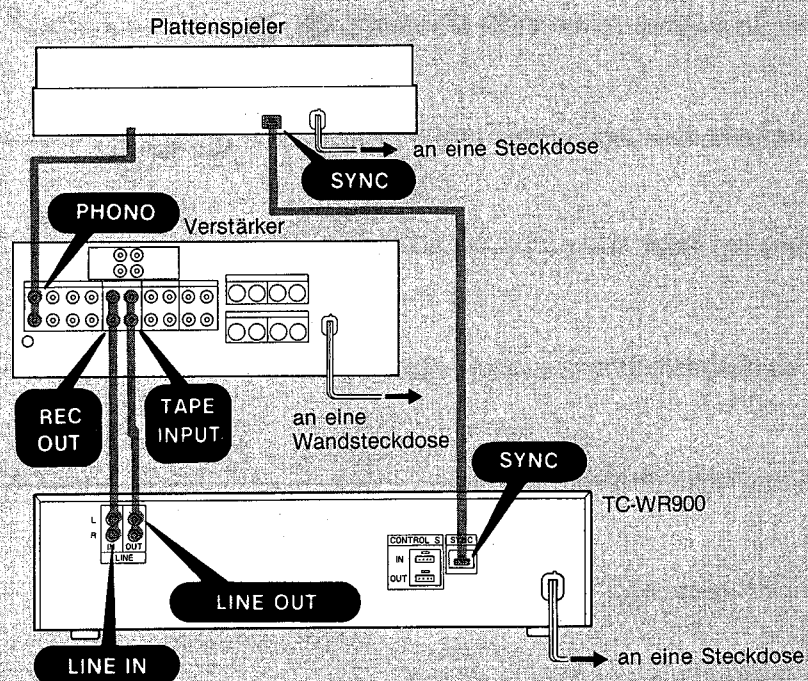 Plattenspieler
an eine Steckdose
SYNC
PHONO
Verstärker
REC
OUT
TAPE
INPUT
an eine
Wandsteckdose
SYNC
TC-WR900
L
R
IN OUT
LINE
CONTROL S
SYNC
IN
OUT
LINE OUT
LINE IN
an eine Steckdose